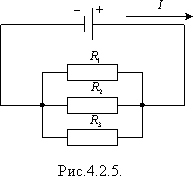 − + I
R₁
R₂
R₃
Рис.4.2.5.